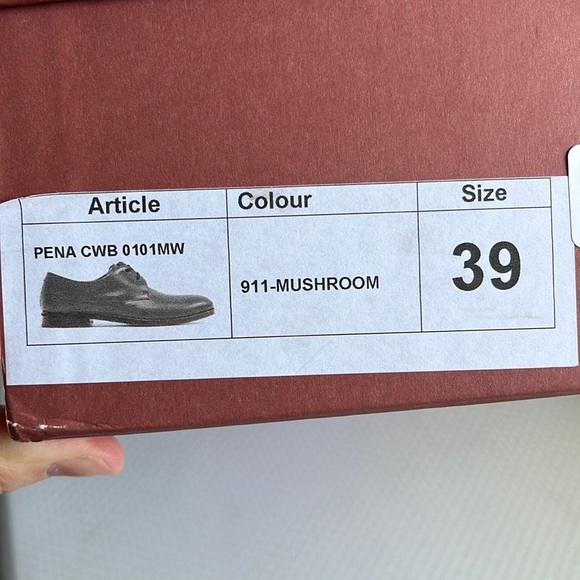 Article Colour Size
PENA CWB 0101MW
911-MUSHROOM
39